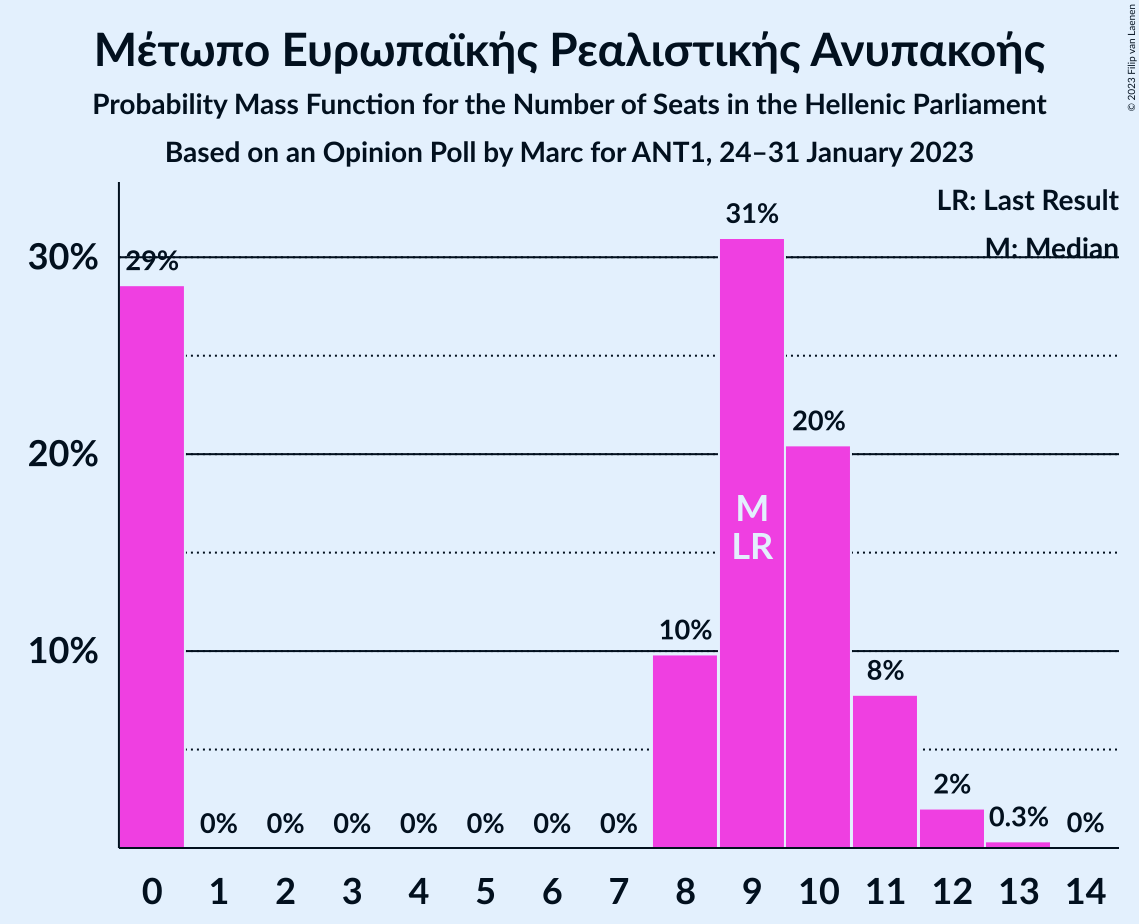 Μέτωπο Ευρωπαϊκής Ρεαλιστικής Ανυπακοής
Probability Mass Function for the Number of Seats in the Hellenic Parliament
Based on an Opinion Poll by Marc for ANT1, 24–31 January 2023
© 2023 Filip van Laenen
LR: Last Result
M: Median
30%
20%
10%
29%
0%
0%
0%
0%
0%
0%
0%
10%
31%
M
LR
20%
8%
2%
0.3%
0%
0 1 2 3 4 5 6 7 8 9 10 11 12 13 14